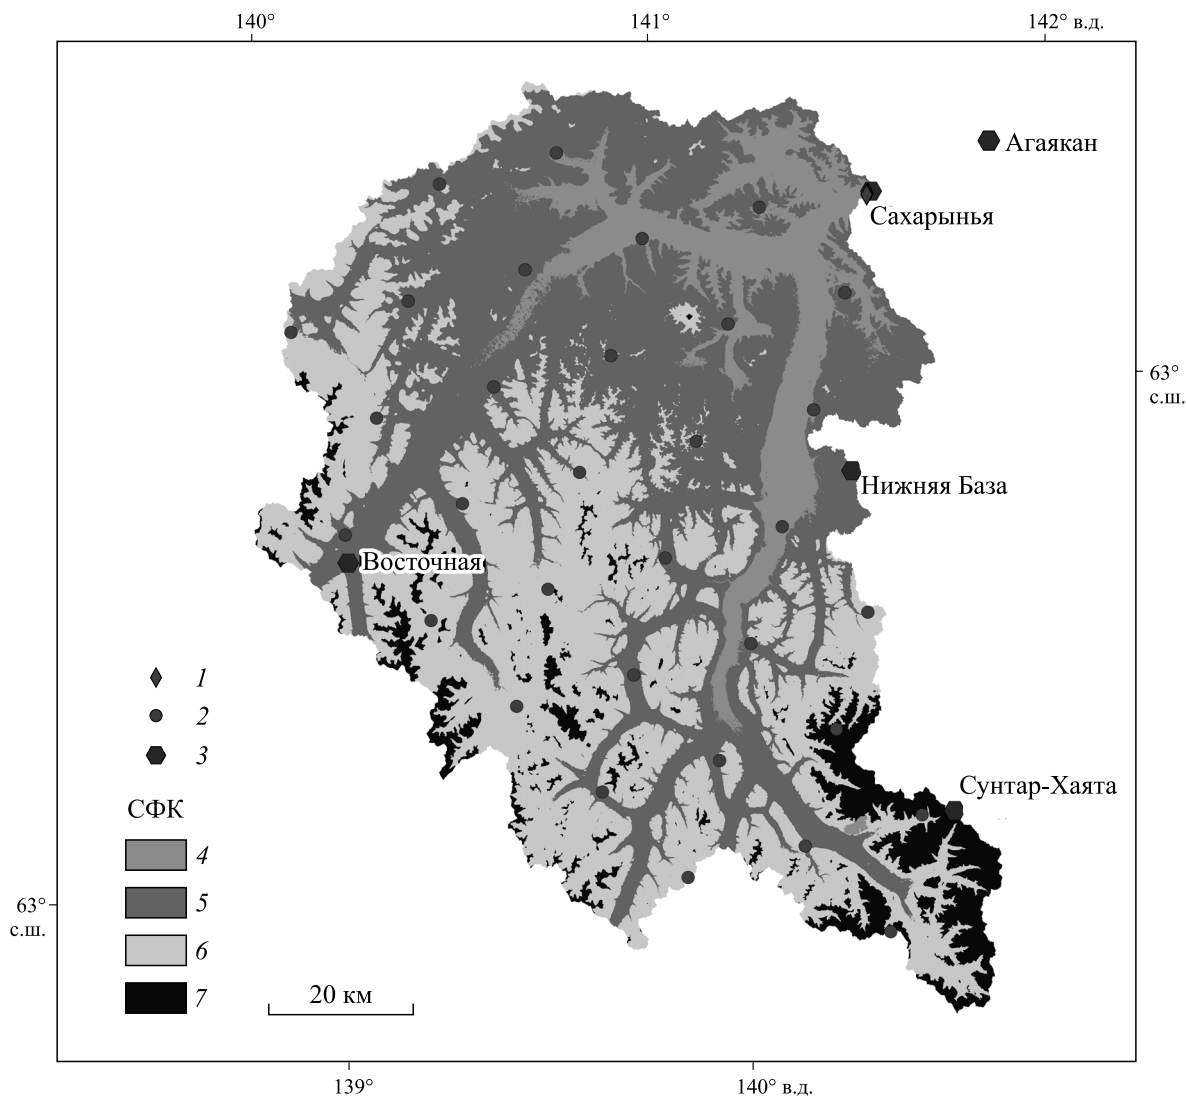 140°
141°
142° в.д.
Агаякан
Сахарынья
63°
с.ш.
Нижняя База
Восточная
1
2
3
Сунтар-Хаята
СФК
4
5
63°
с.ш.
6
7
20 км
139°
140° в.д.